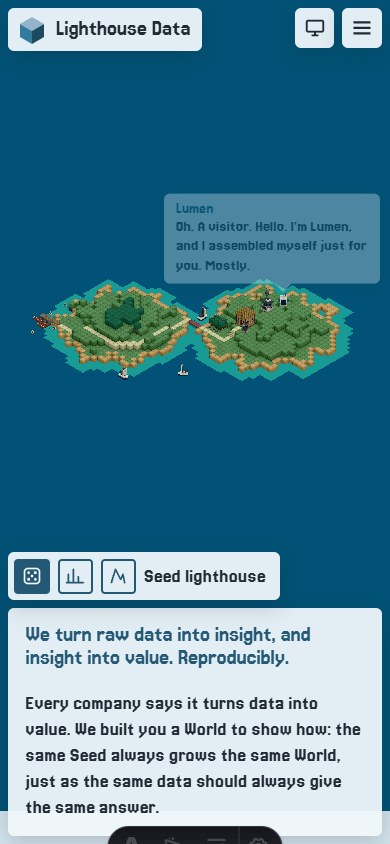 Lighthouse Data
Lumen
Oh. A visitor. Hello. I'm Lumen,
and I assembled myself just for
you. Mostly.
Seed lighthouse
We turn raw data into insight, and
insight into value. Reproducibly.
Every company says it turns data into
value. We built you a World to show how: the
same Seed always grows the same World,
just as the same data should always give
the same answer.